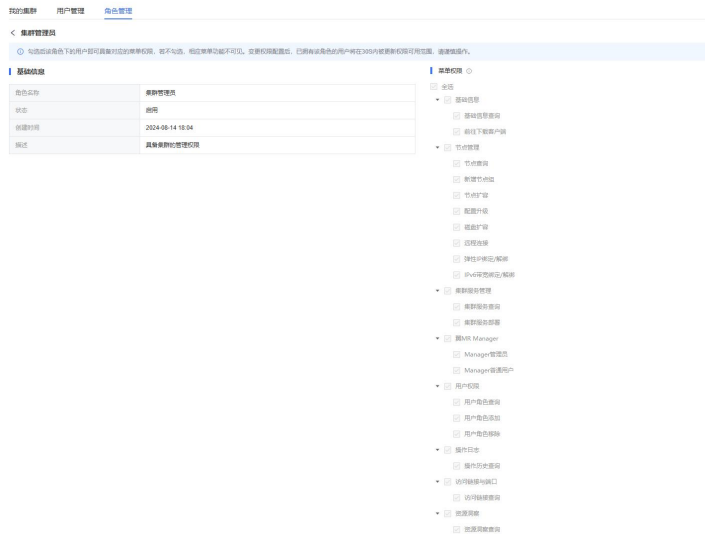 我的集群 用户管理 角色管理
集群管理员
勾选后该角色下的用户则可具备对应的菜单权限，若不勾选，相应菜单功能不可见。变更权限配置后，已拥有该角色的用户将在30S内被更新权限可用范围，请谨慎操作。
基础信息
角色名称 集群管理员
状态 启用
创建时间 2024-08-14 18:04
描述 具备集群的管理权限
菜单权限
全选
基础信息
基础信息查询
前往下载客户端
节点管理
节点查询
新增节点组
节点扩容
配置升级
磁盘扩容
远程连接
弹性IP绑定/解绑
IPv6带宽绑定/解绑
集群服务管理
集群服务查询
集群服务部署
翼MR Manager
Manager管理员
Manager普通用户
用户权限
用户角色查询
用户角色添加
用户角色移除
操作日志
操作历史查询
访问链接与端口
访问链接查询
资源洞察
资源洞察查询